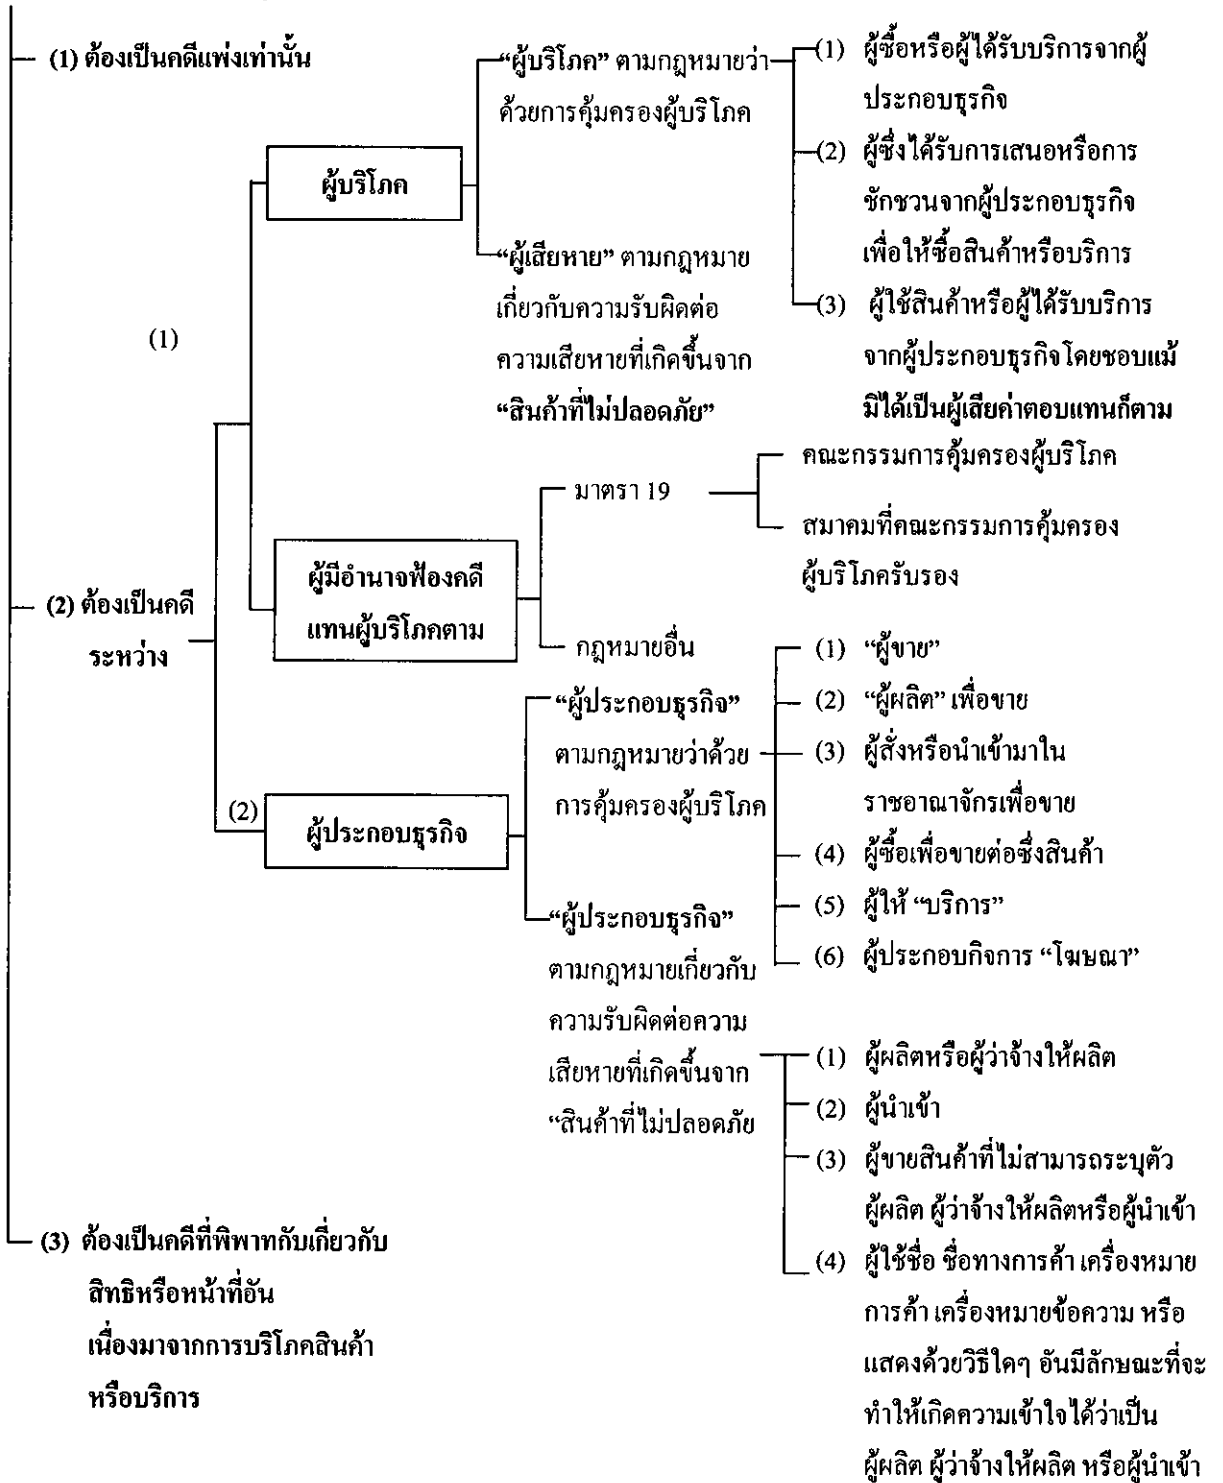 (1) ต้องเป็นคดีแพ่งเท่านั้น
“ผู้บริโภค” ตามกฎหมายว่า
ด้วยการคุ้มครองผู้บริโภค
(1) ผู้ซื้อหรือผู้ได้รับบริการจากผู้
ประกอบธุรกิจ
(2) ผู้ซึ่งได้รับการเสนอหรือการ
ชักชวนจากผู้ประกอบธุรกิจ
เพื่อให้ซื้อสินค้าหรือบริการ
(3) ผู้ใช้สินค้าหรือผู้ได้รับบริการ
จากผู้ประกอบธุรกิจโดยชอบแม้
มิได้เป็นผู้เสียค่าตอบแทนก็ตาม
ผู้บริโภค
“ผู้เสียหาย” ตามกฎหมาย
เกี่ยวกับความรับผิดต่อ
ความเสียหายที่เกิดขึ้นจาก
“สินค้าที่ไม่ปลอดภัย”
(1)
คณะกรรมการคุ้มครองผู้บริโภค
มาตรา 19
สมาคมที่คณะกรรมการคุ้มครอง
ผู้บริโภครับรอง
ผู้มีอำนาจฟ้องคดี
แทนผู้บริโภคตาม
กฎหมายอื่น
(2) ต้องเป็นคดี
ระหว่าง
“ผู้ประกอบธุรกิจ”
ตามกฎหมายว่าด้วย
การคุ้มครองผู้บริโภค
(1) “ผู้ขาย”
(2) “ผู้ผลิต” เพื่อขาย
(3) ผู้สั่งหรือนำเข้ามาใน
ราชอาณาจักรเพื่อขาย
(4) ผู้ซื้อเพื่อขายต่อซึ่งสินค้า
(5) ผู้ให้ “บริการ”
(6) ผู้ประกอบกิจการ “โฆษณา”
(2)
ผู้ประกอบธุรกิจ
“ผู้ประกอบธุรกิจ”
ตามกฎหมายเกี่ยวกับ
ความรับผิดต่อความ
เสียหายที่เกิดขึ้นจาก
“สินค้าที่ไม่ปลอดภัย
(1) ผู้ผลิตหรือผู้ว่าจ้างให้ผลิต
(2) ผู้นำเข้า
(3) ผู้ขายสินค้าที่ไม่สามารถระบุตัว
ผู้ผลิต ผู้ว่าจ้างให้ผลิตหรือผู้นำเข้า
(4) ผู้ใช้ชื่อ ชื่อทางการค้า เครื่องหมาย
การค้า เครื่องหมายข้อความ หรือ
แสดงด้วยวิธีใดๆ อันมีลักษณะที่จะ
ทำให้เกิดความเข้าใจได้ว่าเป็น
ผู้ผลิต ผู้ว่าจ้างให้ผลิต หรือผู้นำเข้า
(3) ต้องเป็นคดีที่พิพาทกับเกี่ยวกับ
สิทธิหรือหน้าที่อัน
เนื่องมาจากการบริโภคสินค้า
หรือบริการ